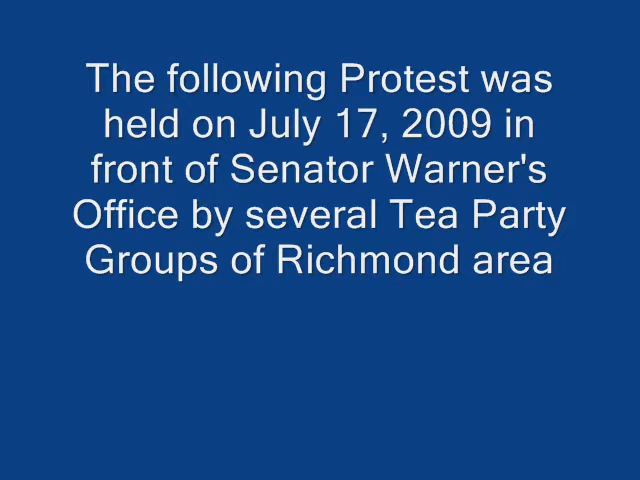 The following Protest was
held on July 17, 2009 in
front of Senator Warner's
Office by several Tea Party
Groups of Richmond area